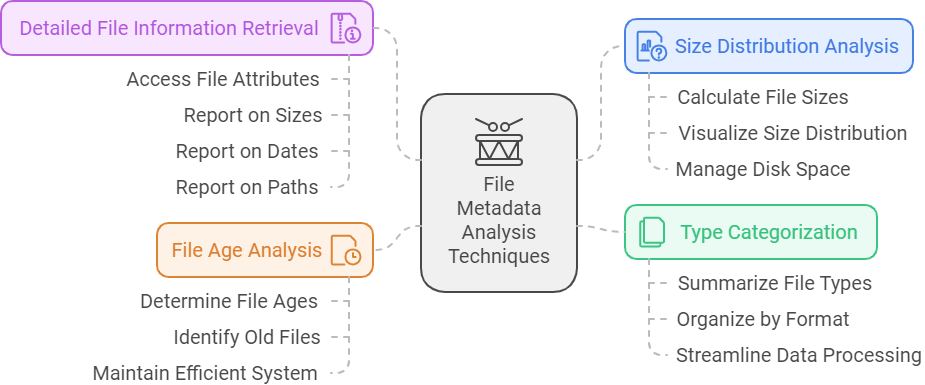 Detailed File Information Retrieval
Access File Attributes
Report on Sizes
Report on Dates
Report on Paths
File Age Analysis
Determine File Ages
Identify Old Files
Maintain Efficient System
File
Metadata
Analysis
Techniques
Size Distribution Analysis
Calculate File Sizes
Visualize Size Distribution
Manage Disk Space
Type Categorization
Summarize File Types
Organize by Format
Streamline Data Processing